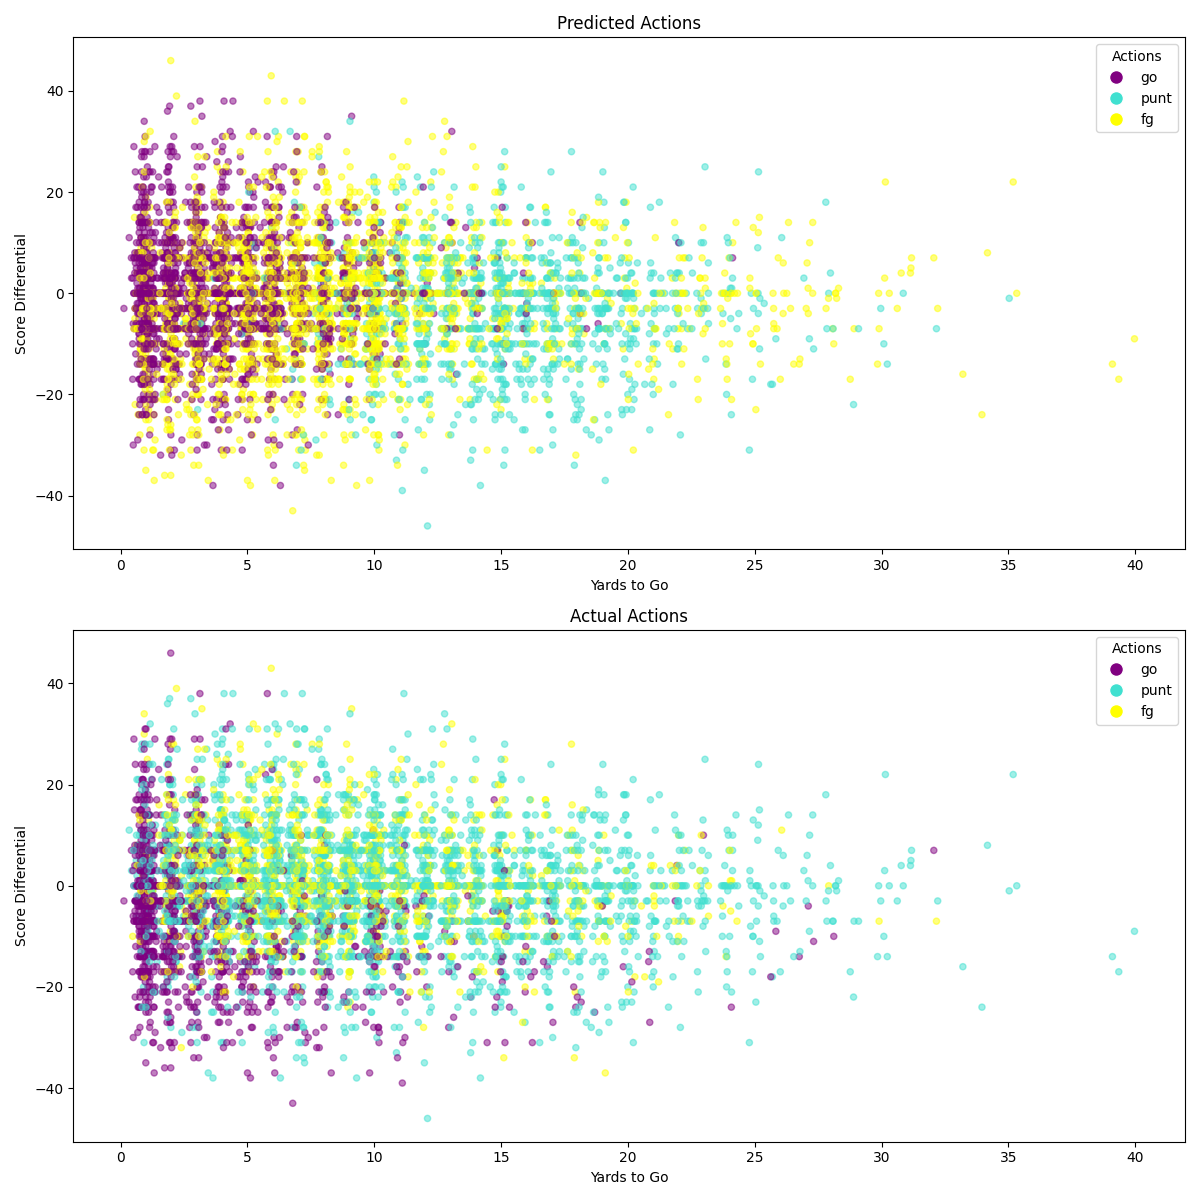 Predicted Actions
Score Differential
40
20
0
−20
−40
Actions
go
punt
fg
0 5 10 15 20 25 30 35 40
Yards to Go
Actual Actions
Score Differential
40
20
0
−20
−40
Actions
go
punt
fg
0 5 10 15 20 25 30 35 40
Yards to Go